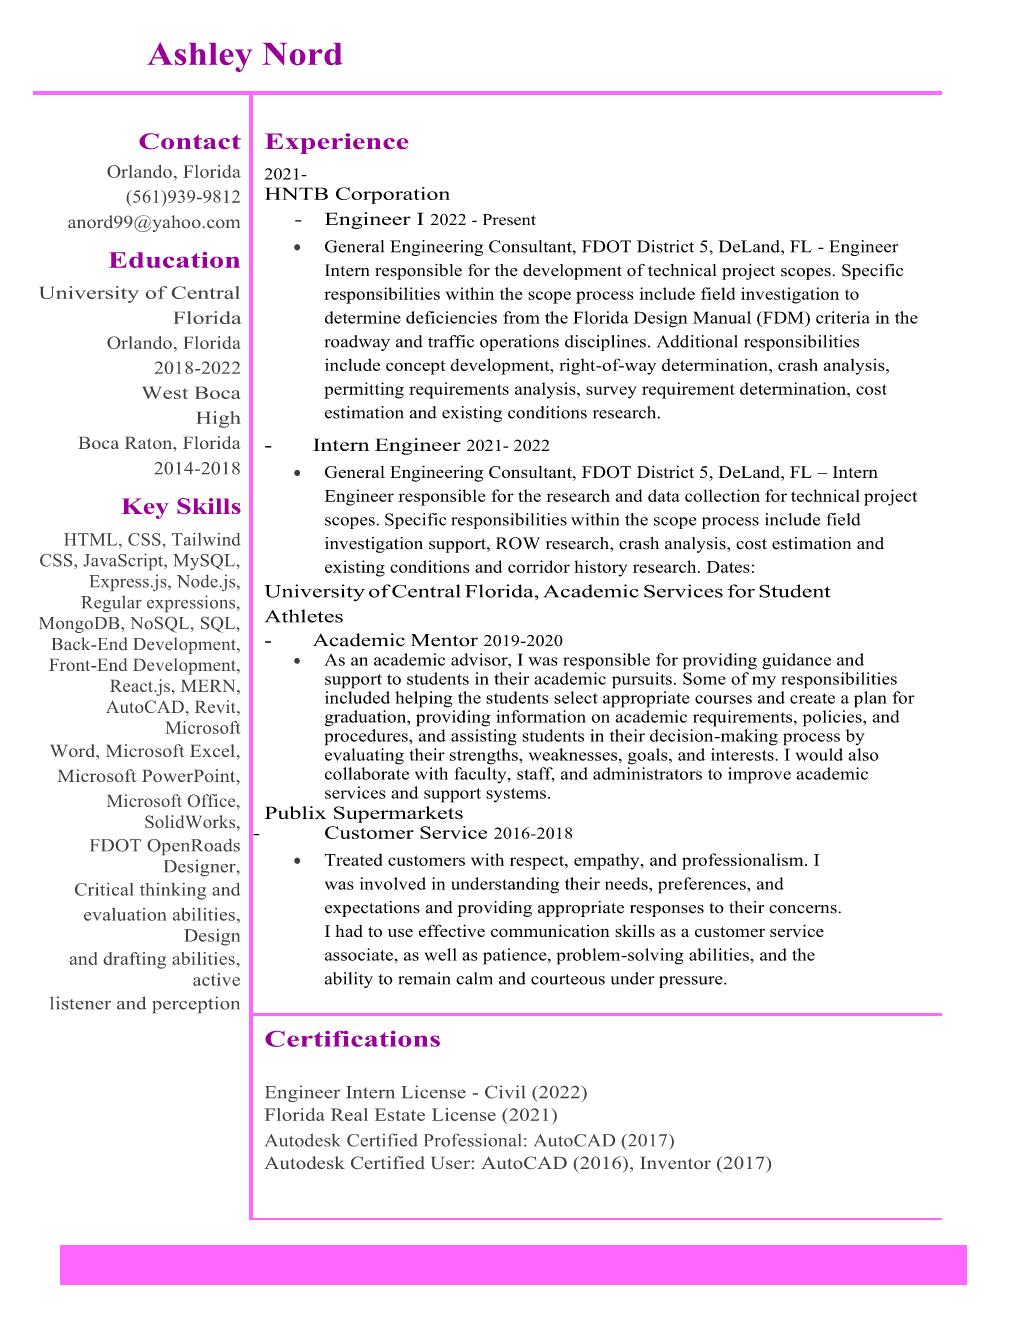 Ashley Nord
Contact
Orlando, Florida
(561)939-9812
anord99@yahoo.com
Education
University of Central
Florida
Orlando, Florida
2018-2022
West Boca
High
Boca Raton, Florida
2014-2018
Key Skills
HTML, CSS, Tailwind
CSS, JavaScript, MySQL,
Express.js, Node.js,
Regular expressions,
MongoDB, NoSQL, SQL,
Back-End Development,
Front-End Development,
React.js, MERN,
AutoCAD, Revit,
Microsoft
Word, Microsoft Excel,
Microsoft PowerPoint,
Microsoft Office,
SolidWorks,
FDOT OpenRoads
Designer,
Critical thinking and
evaluation abilities,
Design
and drafting abilities,
active
listener and perception
Experience
2021-
HNTB Corporation
- Engineer I 2022 - Present
• General Engineering Consultant, FDOT District 5, DeLand, FL - Engineer
Intern responsible for the development of technical project scopes. Specific
responsibilities within the scope process include field investigation to
determine deficiencies from the Florida Design Manual (FDM) criteria in the
roadway and traffic operations disciplines. Additional responsibilities
include concept development, right-of-way determination, crash analysis,
permitting requirements analysis, survey requirement determination, cost
estimation and existing conditions research.
- Intern Engineer 2021- 2022
• General Engineering Consultant, FDOT District 5, DeLand, FL – Intern
Engineer responsible for the research and data collection for technical project
scopes. Specific responsibilities within the scope process include field
investigation support, ROW research, crash analysis, cost estimation and
existing conditions and corridor history research. Dates:
University of Central Florida, Academic Services for Student
Athletes
- Academic Mentor 2019-2020
• As an academic advisor, I was responsible for providing guidance and
support to students in their academic pursuits. Some of my responsibilities
included helping the students select appropriate courses and create a plan for
graduation, providing information on academic requirements, policies, and
procedures, and assisting students in their decision-making process by
evaluating their strengths, weaknesses, goals, and interests. I would also
collaborate with faculty, staff, and administrators to improve academic
services and support systems.
Publix Supermarkets
- Customer Service 2016-2018
• Treated customers with respect, empathy, and professionalism. I
was involved in understanding their needs, preferences, and
expectations and providing appropriate responses to their concerns.
I had to use effective communication skills as a customer service
associate, as well as patience, problem-solving abilities, and the
ability to remain calm and courteous under pressure.
Certifications
Engineer Intern License - Civil (2022)
Florida Real Estate License (2021)
Autodesk Certified Professional: AutoCAD (2017)
Autodesk Certified User: AutoCAD (2016), Inventor (2017)